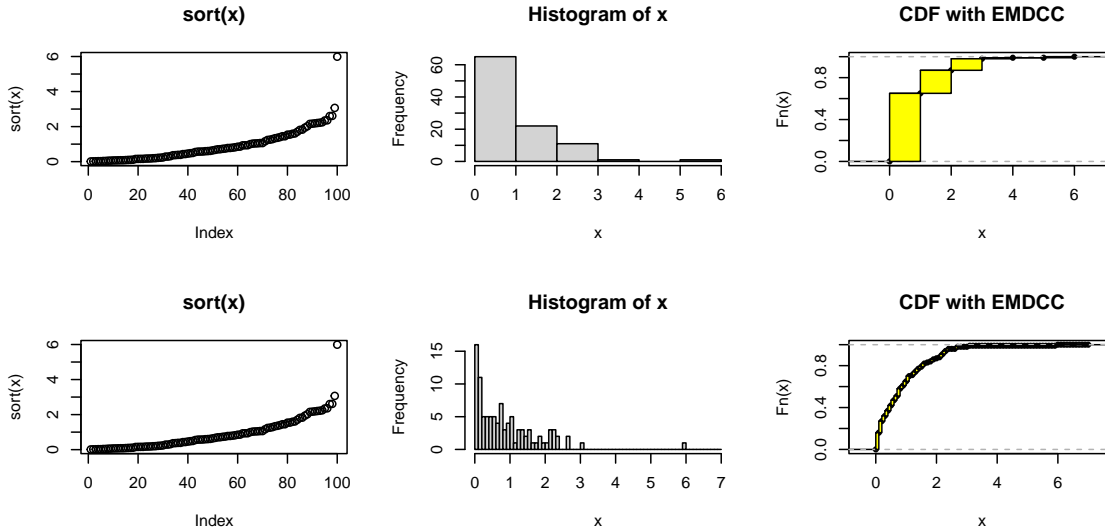 sort(x)
sort(x)
0 2 4 6
0 20 40 60 80 100
Index
Histogram of x
Frequency
0 20 40 60
0 1 2 3 4 5 6
x
CDF with EMDCC
Fn(x)
0.0 0.4 0.8
0 2 4 6
x
sort(x)
sort(x)
0 2 4 6
0 20 40 60 80 100
Index
Histogram of x
Frequency
0 5 10 15
0 1 2 3 4 5 6 7
x
CDF with EMDCC
Fn(x)
0.0 0.4 0.8
0 2 4 6
x